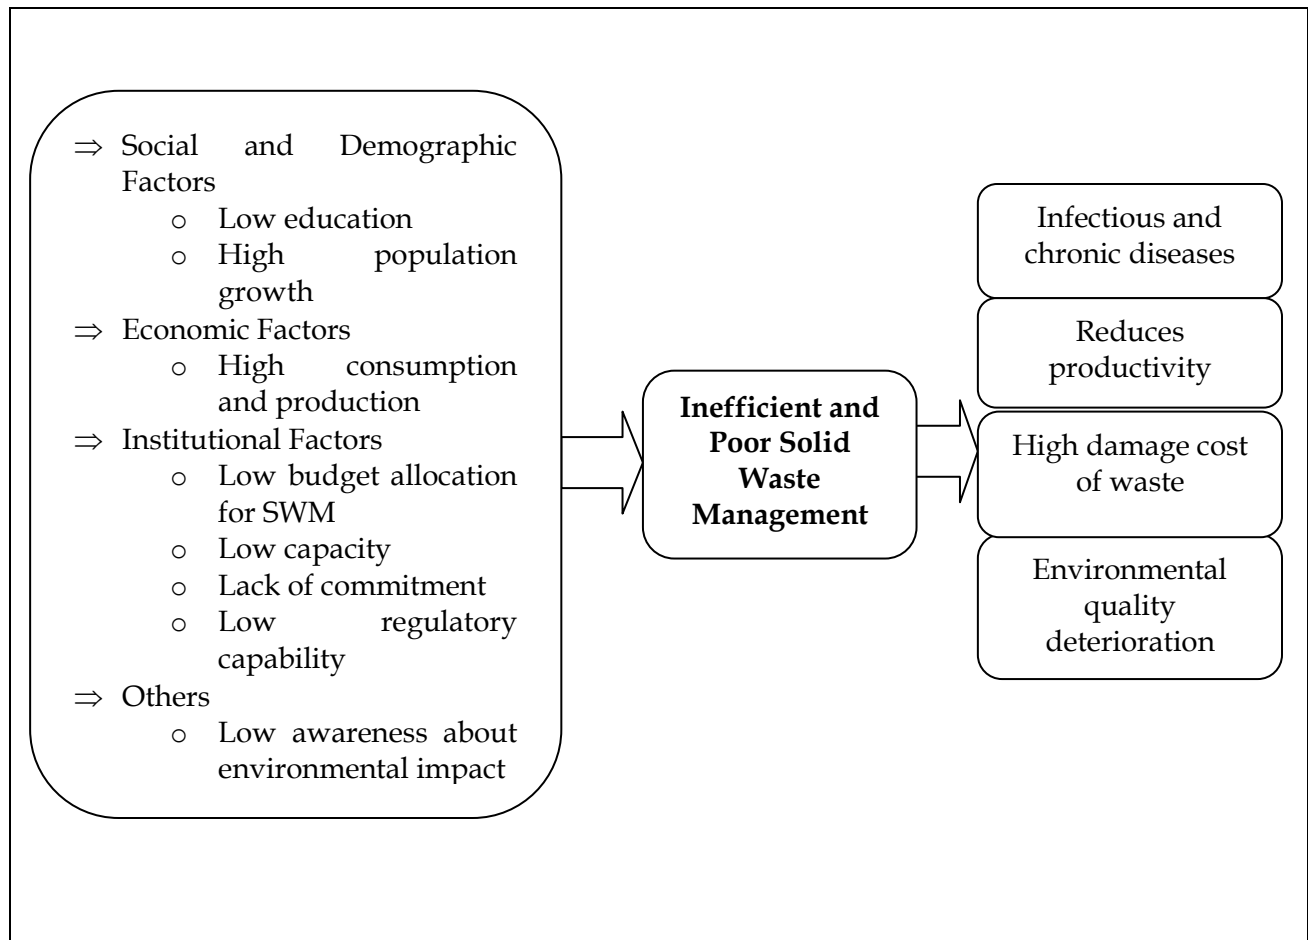 ⇒ Social and Demographic
Factors
o Low education
o High population
growth
⇒ Economic Factors
o High consumption
and production
⇒ Institutional Factors
o Low budget allocation
for SWM
o Low capacity
o Lack of commitment
o Low regulatory
capability
⇒ Others
o Low awareness about
environmental impact
Inefficient and
Poor Solid
Waste
Management
Infectious and
chronic diseases
Reduces
productivity
High damage cost
of waste
Environmental
quality
deterioration